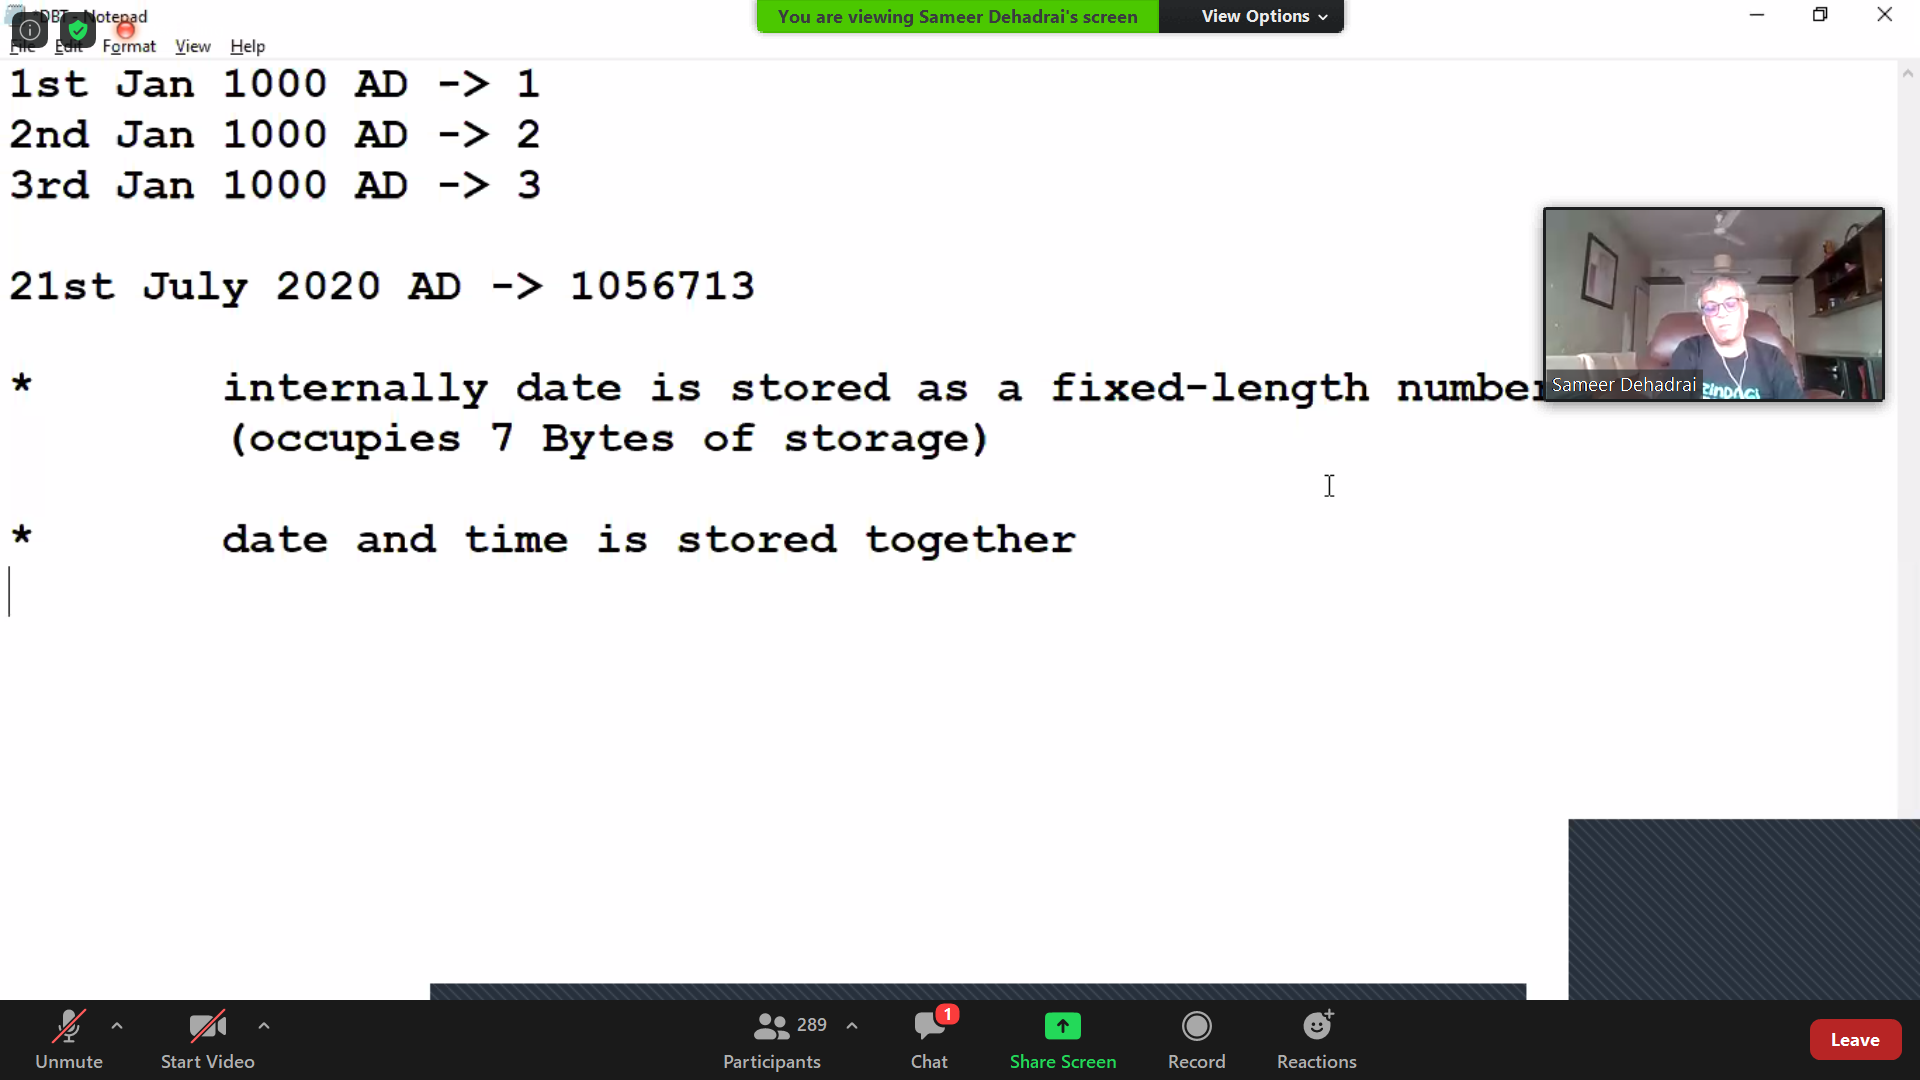 *DBT - Notepad
You are viewing Sameer Dehadrai's screen
View Options
File Edit Format View Help
1st Jan 1000 AD -> 1
2nd Jan 1000 AD -> 2
3rd Jan 1000 AD -> 3
21st July 2020 AD -> 1056713
* internally date is stored as a fixed-length number
(occupies 7 Bytes of storage)
* date and time is stored together
Sameer Dehadrai
Unmute
Start Video
289
Participants
1
Chat
Share Screen
Record
Reactions
Leave